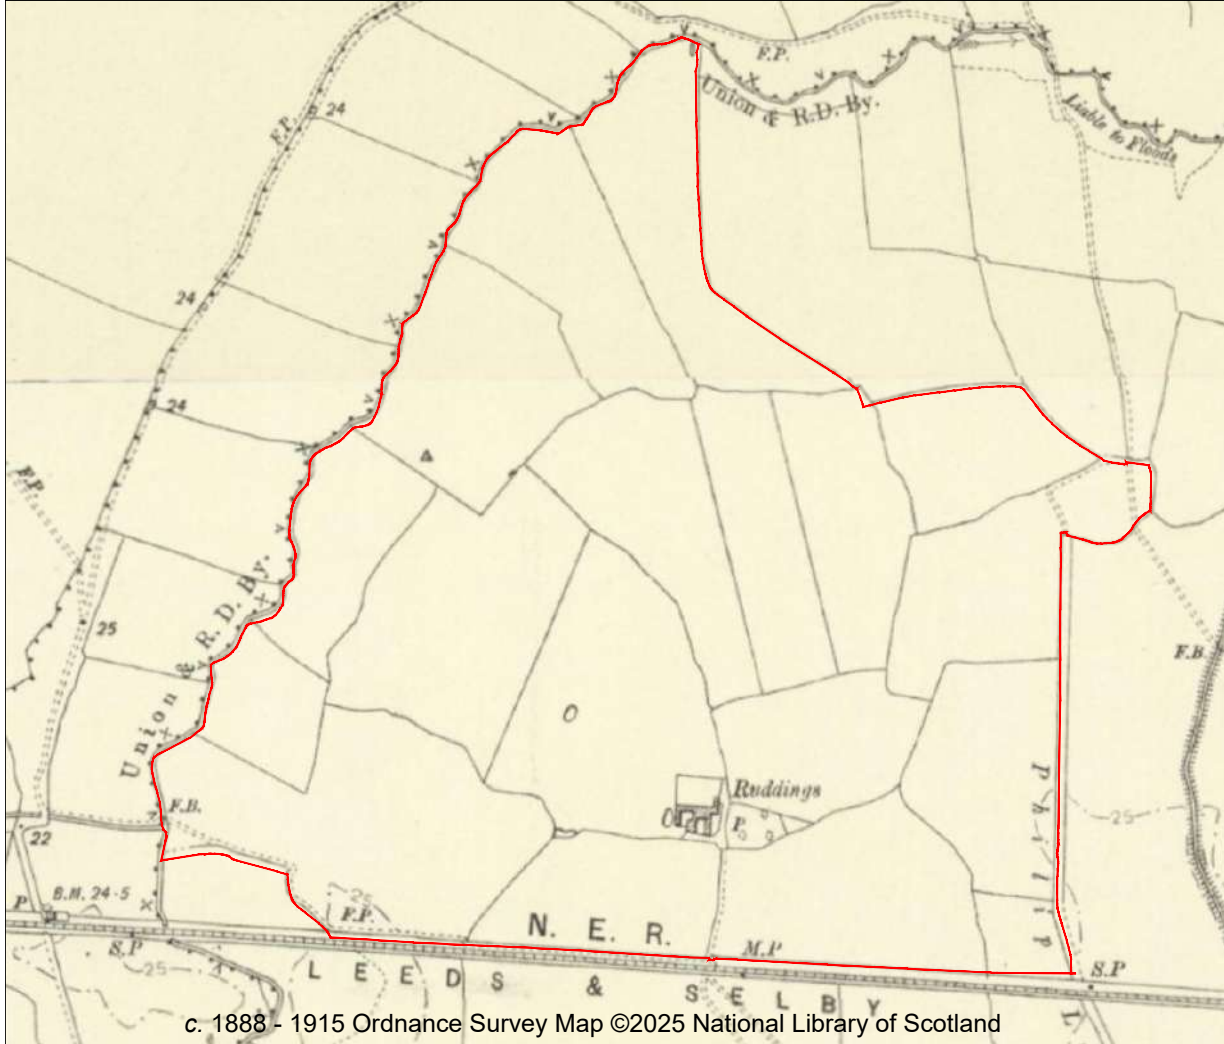 F.P.
Union & R.D. By.
Liable to Floods
24
F.P.
24
24
F.P.
Union & R. D. By.
25
F.B.
F.B.
22
Ruddings
P.
25
P h i l i p
L
P
B.M. 24·5
25
F.P.
N. E. R.
M.P
S.P
S.P
25
LEEDS & SELBY
c. 1888 - 1915 Ordnance Survey Map ©2025 National Library of Scotland